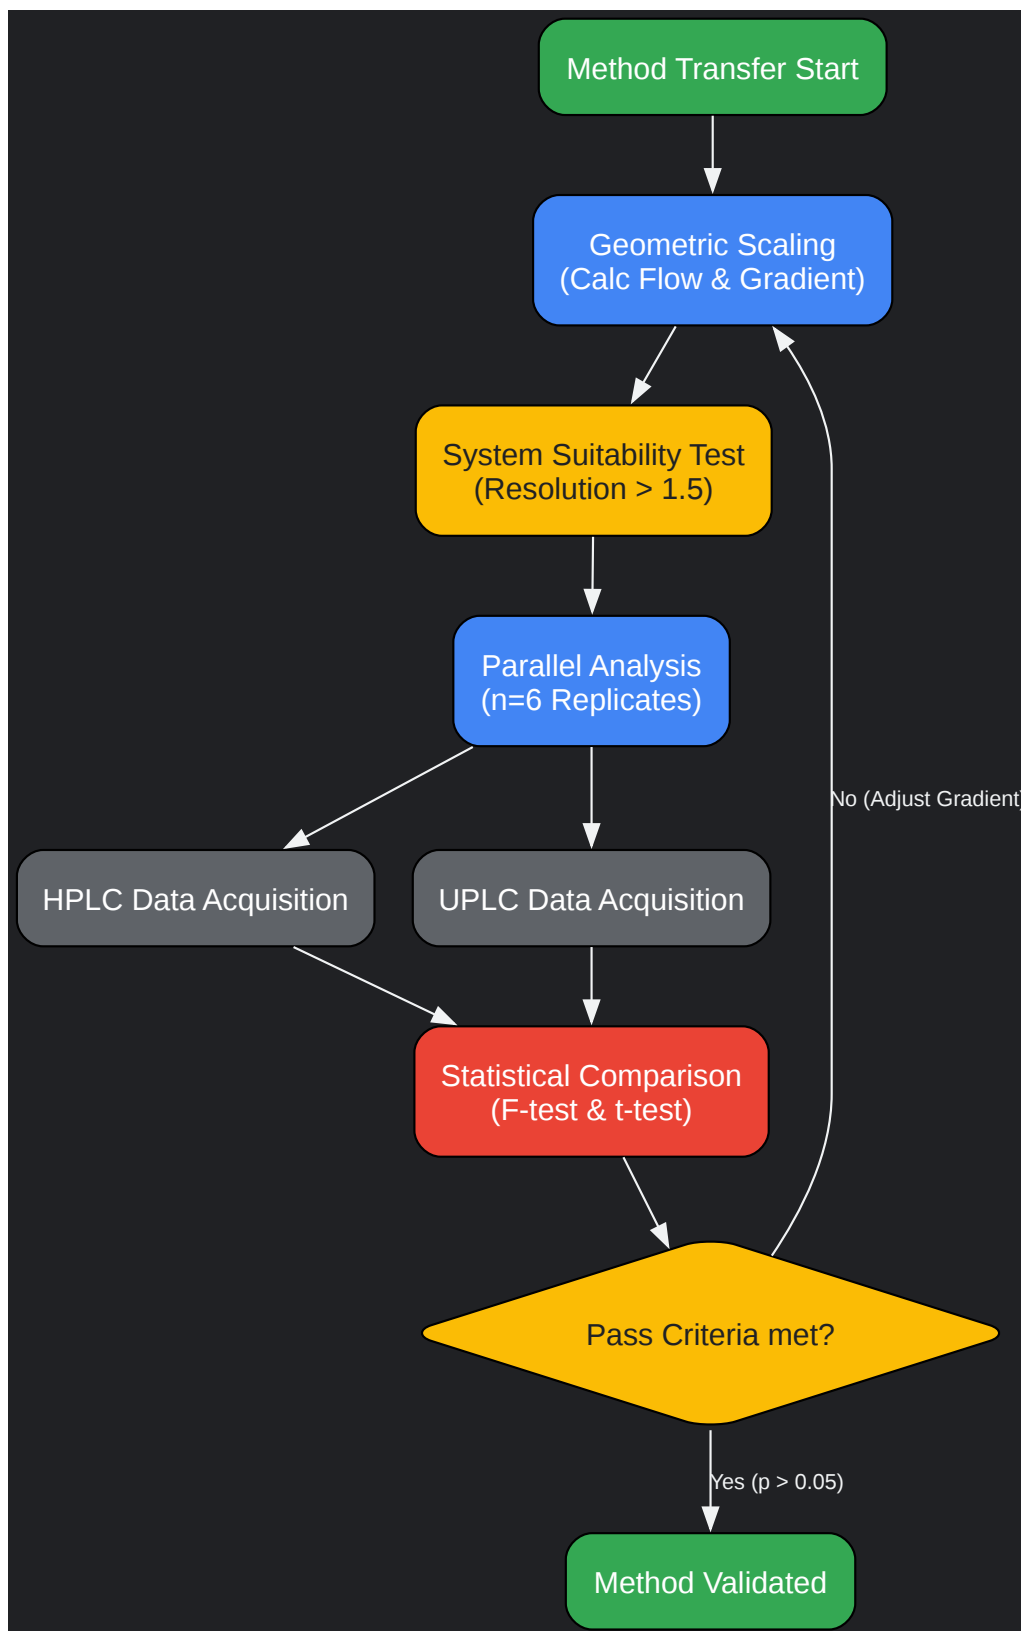 Method Transfer Start
Geometric Scaling
(Calc Flow & Gradient)
System Suitability Test
(Resolution > 1.5)
Parallel Analysis
(n=6 Replicates)
No (Adjust Gradient)
HPLC Data Acquisition
UPLC Data Acquisition
Statistical Comparison
(F-test & t-test)
Pass Criteria met?
Yes (p > 0.05)
Method Validated